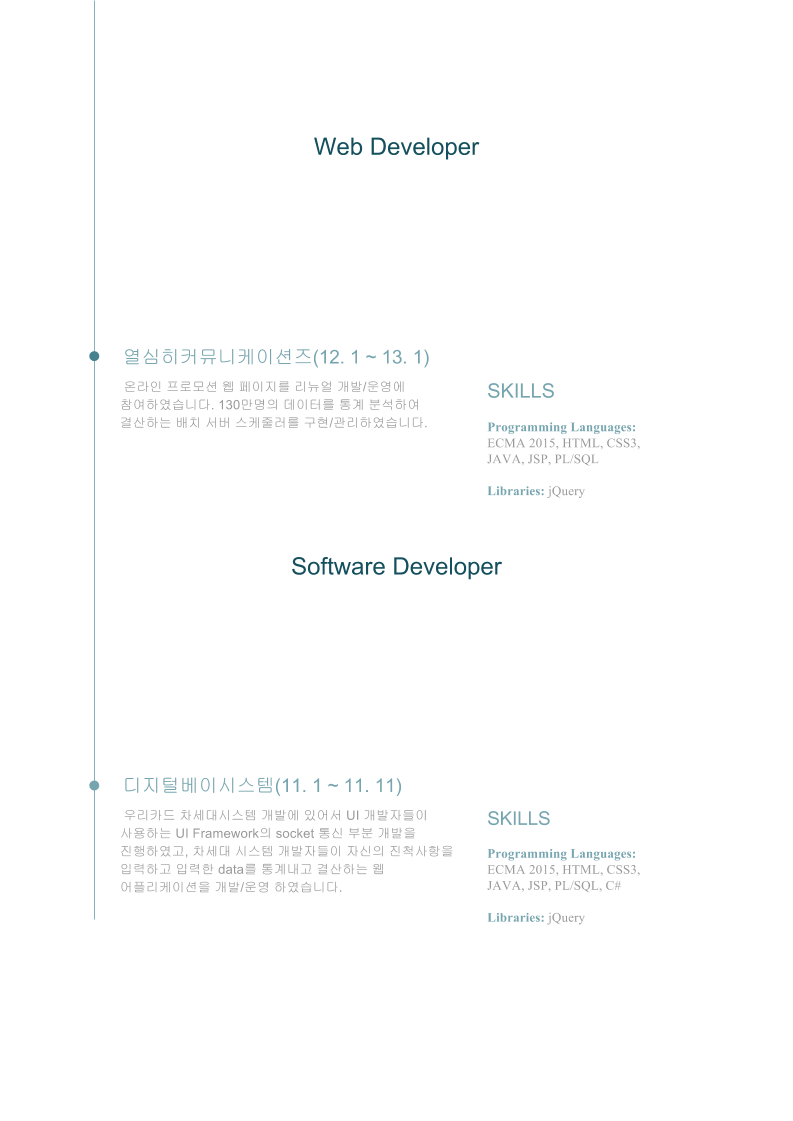 Web Developer
열심히커뮤니케이션즈(12. 1 ~ 13. 1)
온라인 프로모션 웹 페이지를 리뉴얼 개발/운영에
참여하였습니다. 130만명의 데이터를 통계 분석하여
결산하는 배치 서버 스케줄러를 구현/관리하였습니다.
SKILLS
Programming Languages:
ECMA 2015, HTML, CSS3,
JAVA, JSP, PL/SQL
Libraries: jQuery
Software Developer
디지털베이시스템(11. 1 ~ 11. 11)
우리카드 차세대시스템 개발에 있어서 UI 개발자들이
사용하는 UI Framework의 socket 통신 부분 개발을
진행하였고, 차세대 시스템 개발자들이 자신의 진척사항을
입력하고 입력한 data를 통계내고 결산하는 웹
어플리케이션을 개발/운영 하였습니다.
SKILLS
Programming Languages:
ECMA 2015, HTML, CSS3,
JAVA, JSP, PL/SQL, C#
Libraries: jQuery